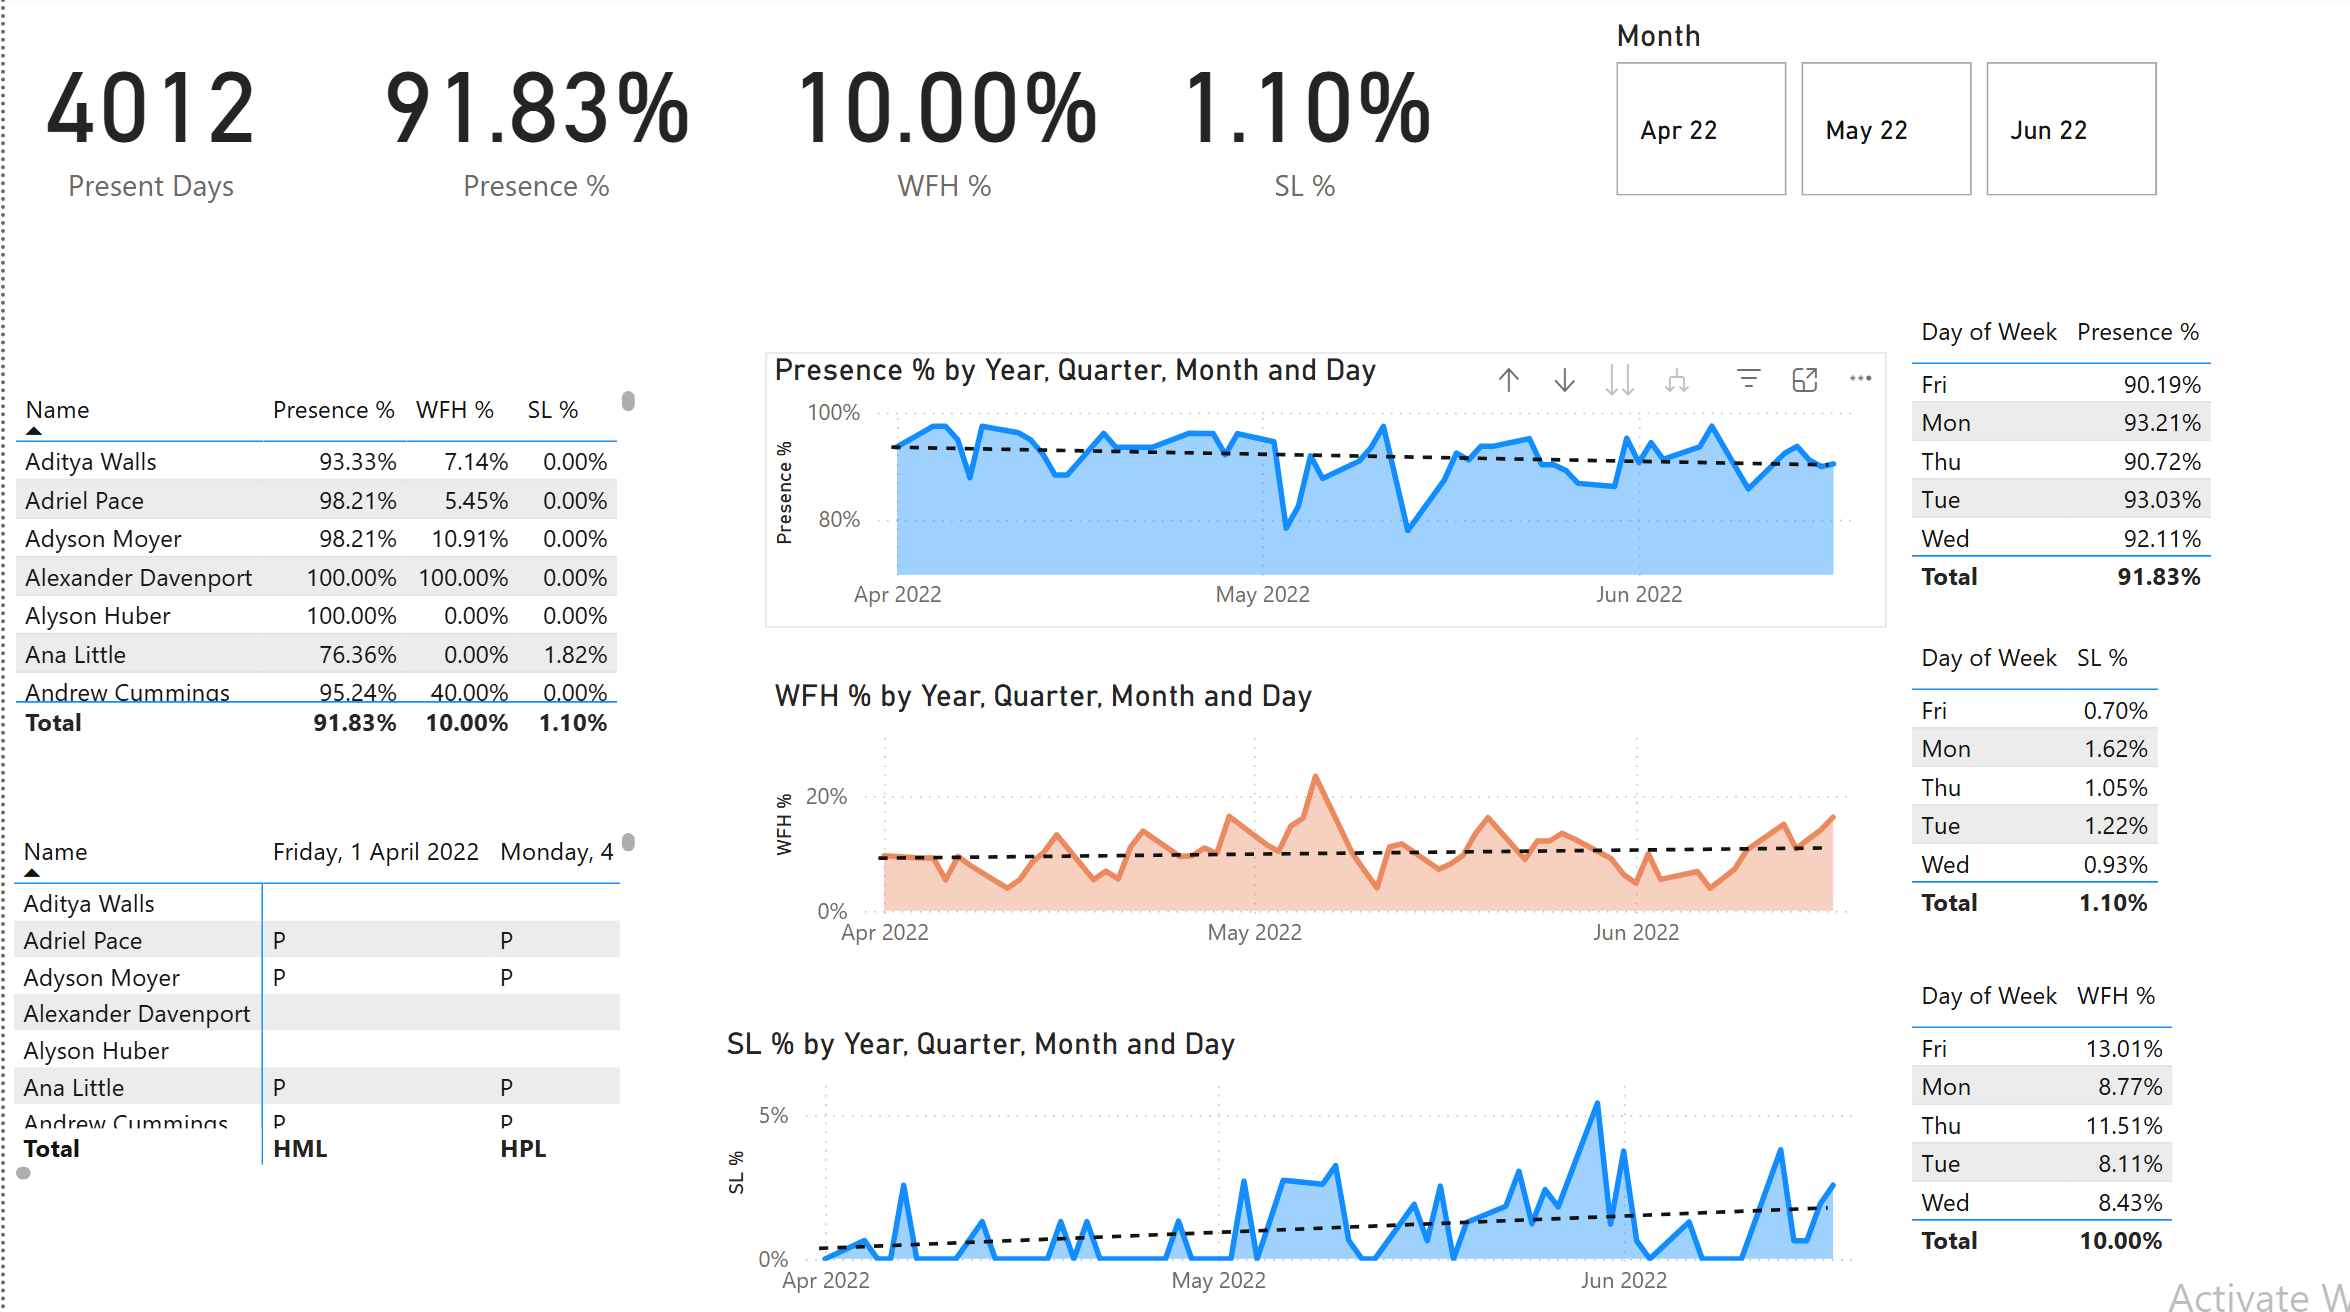 4012
Present Days
91.83%
Presence %
10.00%
WFH %
1.10%
SL %
Month
Apr 22
May 22
Jun 22
Name Presence % WFH % SL %
Aditya Walls 93.33% 7.14% 0.00%
Adriel Pace 98.21% 5.45% 0.00%
Adyson Moyer 98.21% 10.91% 0.00%
Alexander Davenport 100.00% 100.00% 0.00%
Alyson Huber 100.00% 0.00% 0.00%
Ana Little 76.36% 0.00% 1.82%
Andrew Cummings 95.24% 40.00% 0.00%
Total 91.83% 10.00% 1.10%
Name Friday, 1 April 2022 Monday, 4
Aditya Walls
Adriel Pace P P
Adyson Moyer P P
Alexander Davenport
Alyson Huber
Ana Little P P
Andrew Cummings P P
Total HML HPL
Presence % by Year, Quarter, Month and Day
Presence %
100%
80%
Apr 2022 May 2022 Jun 2022
WFH % by Year, Quarter, Month and Day
WFH %
20%
0%
Apr 2022 May 2022 Jun 2022
SL % by Year, Quarter, Month and Day
SL %
5%
0%
Apr 2022 May 2022 Jun 2022
Day of Week Presence %
Fri 90.19%
Mon 93.21%
Thu 90.72%
Tue 93.03%
Wed 92.11%
Total 91.83%
Day of Week SL %
Fri 0.70%
Mon 1.62%
Thu 1.05%
Tue 1.22%
Wed 0.93%
Total 1.10%
Day of Week WFH %
Fri 13.01%
Mon 8.77%
Thu 11.51%
Tue 8.11%
Wed 8.43%
Total 10.00%
Activate W